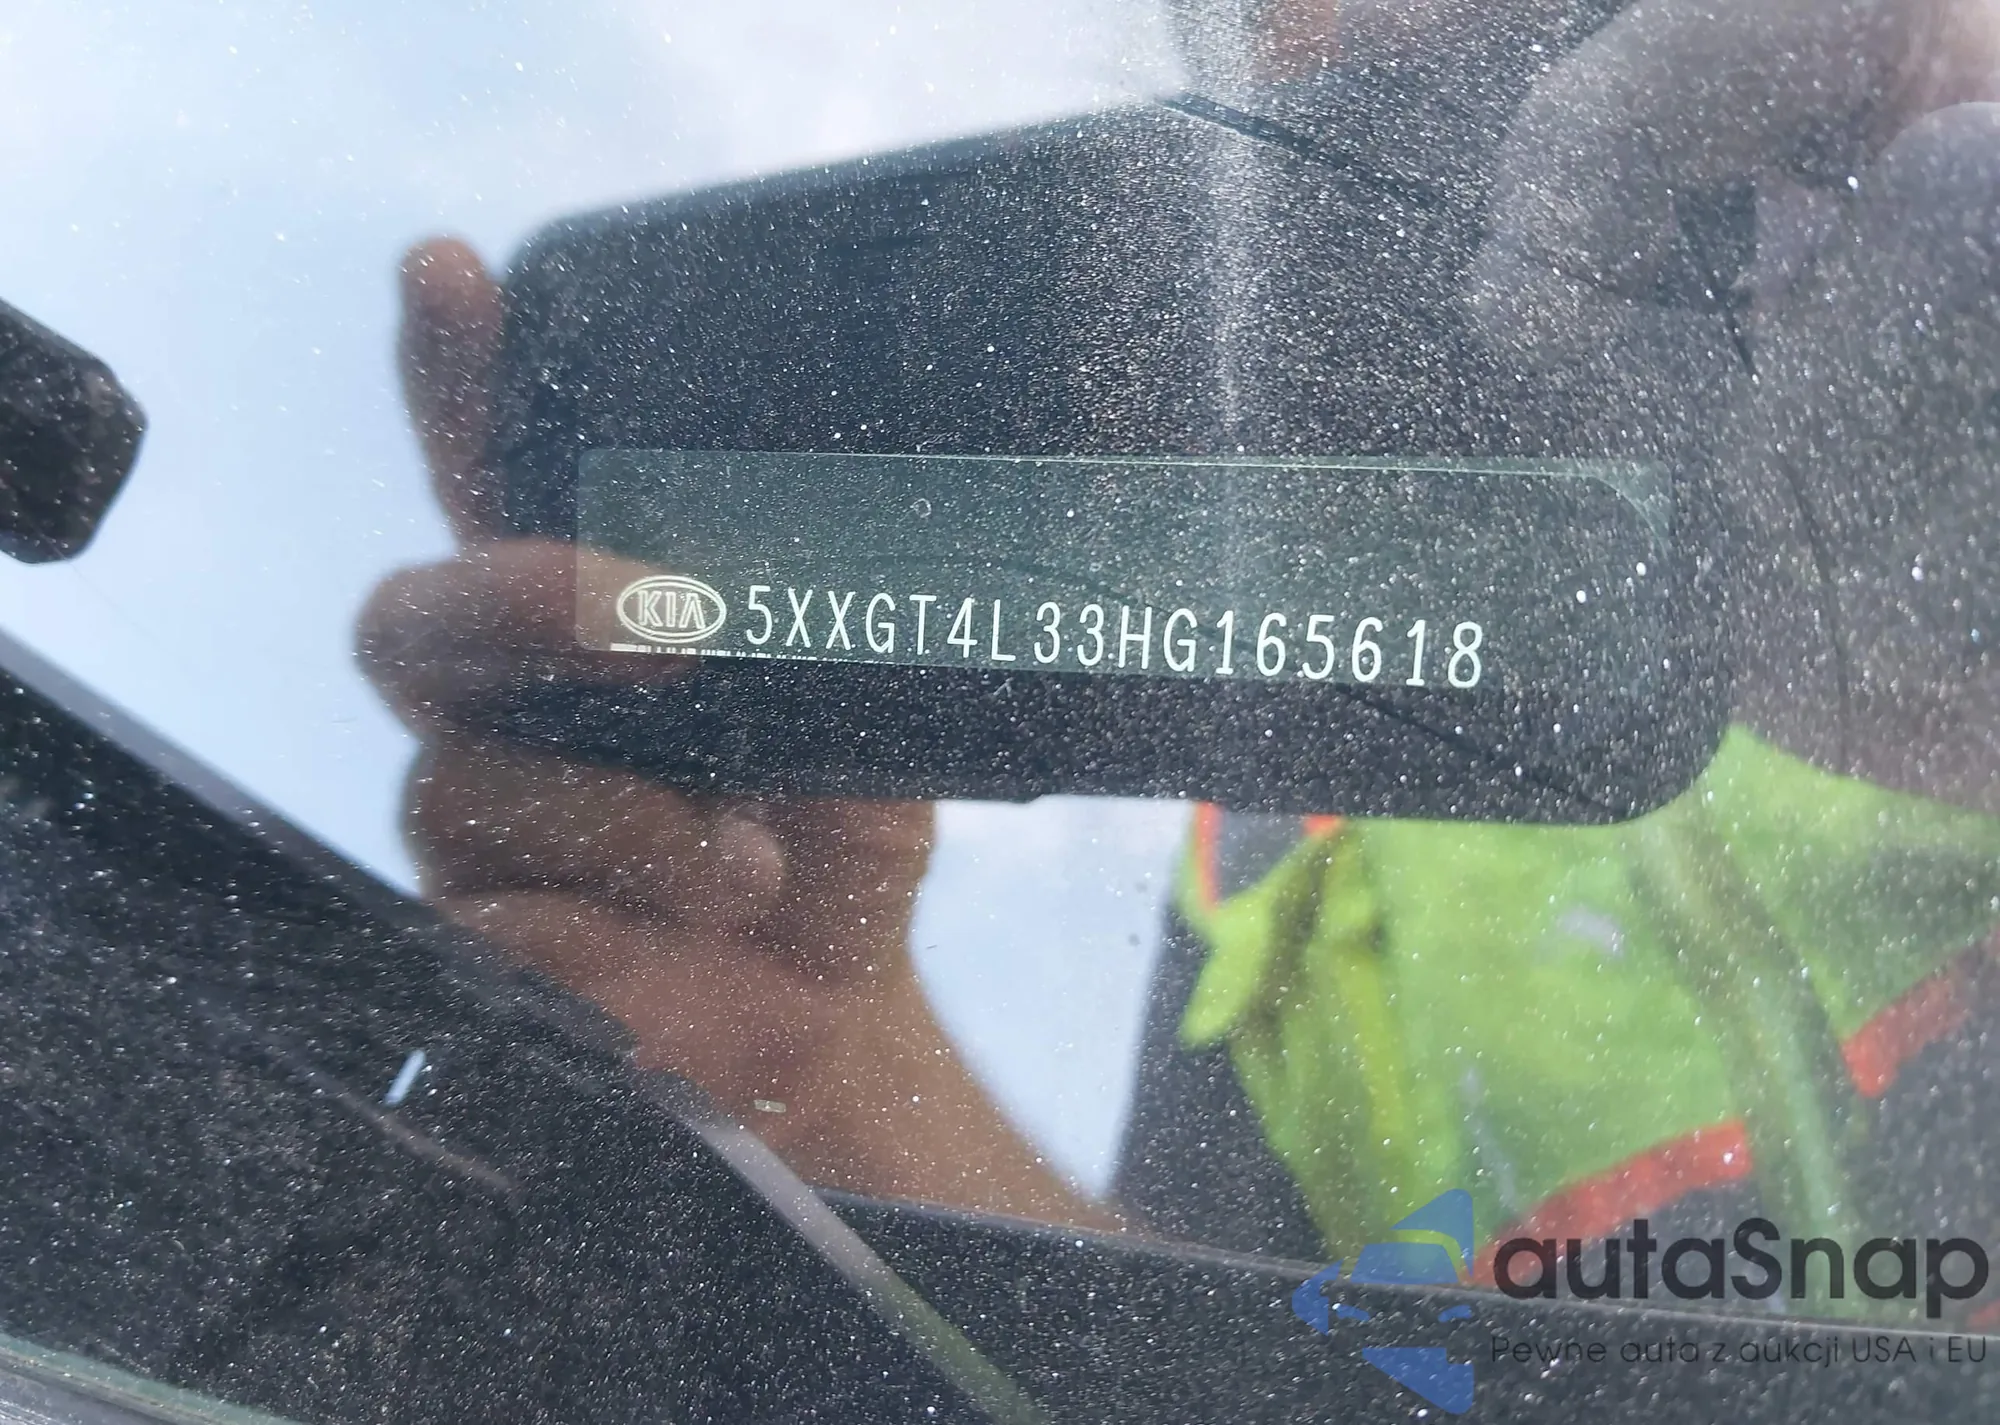 KIA 5XXGT4L33HG165618
autaSnap
Pewne auta z aukcji USA i EU